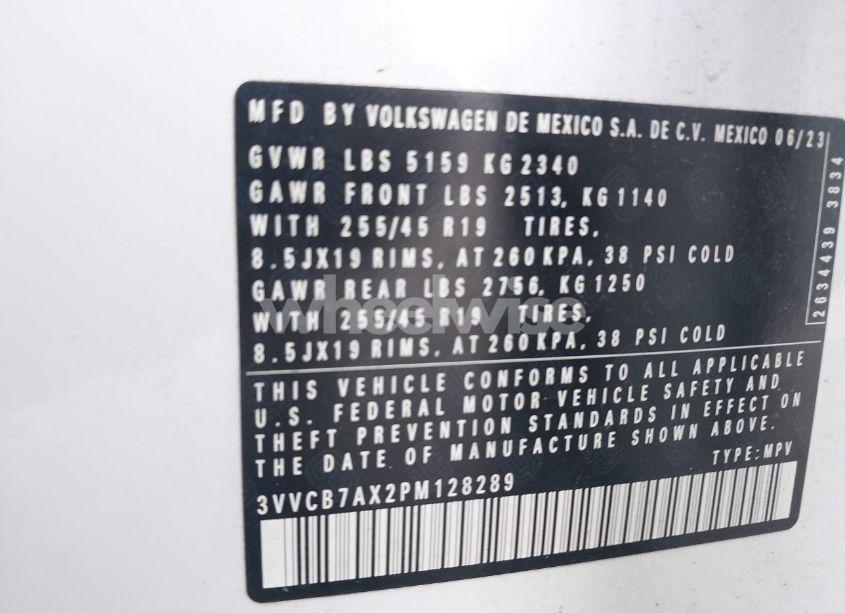 MFD BY VOLKSWAGEN DE MEXICO S.A. DE C.V. MEXICO 06/23
GVWR LBS 5159 KG 2340
GAWR FRONT LBS 2513, KG 1140
WITH 255/45 R19 TIRES,
8.5JX19 RIMS, AT 260 KPA, 38 PSI COLD
GAWR REAR LBS 2756, KG 1250
WITH 255/45 R19 TIRES,
8.5JX19 RIMS, AT 260 KPA, 38 PSI COLD
2634439 3834
wheelwise
THIS VEHICLE CONFORMS TO ALL APPLICABLE
U.S. FEDERAL MOTOR VEHICLE SAFETY AND
THEFT PREVENTION STANDARDS IN EFFECT ON
THE DATE OF MANUFACTURE SHOWN ABOVE.
TYPE: MPV
3VVCB7AX2PM128289